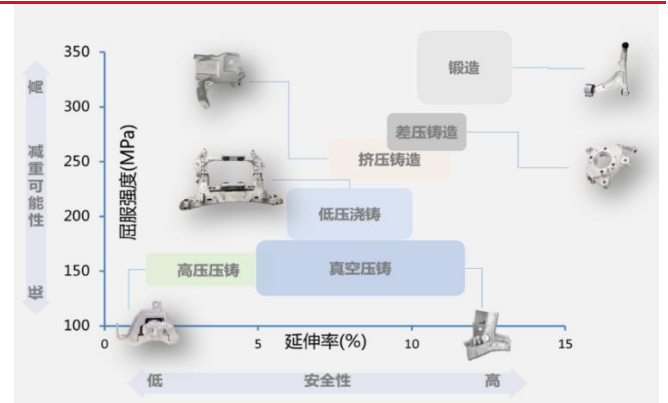 350
300
250
200
150
100
屈服强度(MPa)
高
减重可能性
低
锻造
差压铸造
挤压铸造
低压浇铸
高压压铸
真空压铸
0
5
10
15
延伸率(%)
低
安全性
高